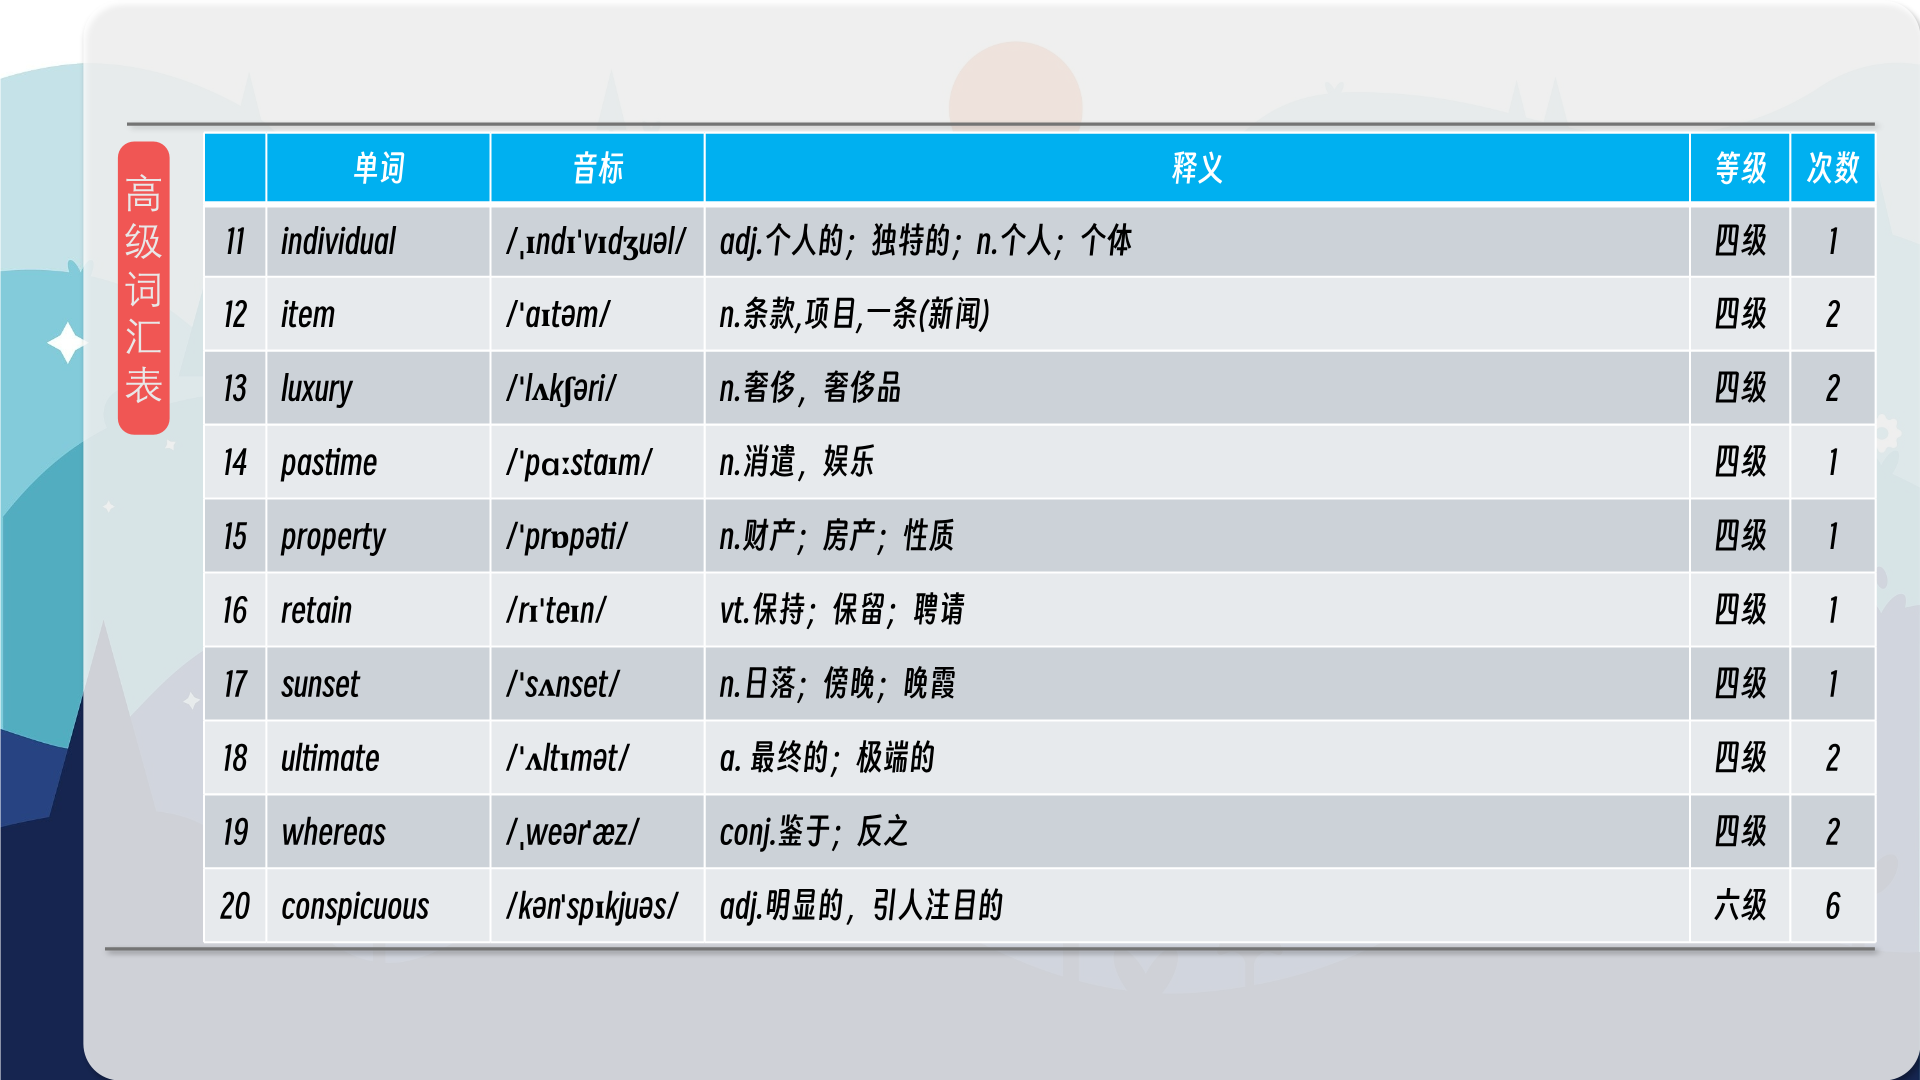 高级词汇表
单词 音标 释义 等级 次数
11 individual /ˌɪndɪˈvɪdʒuəl/ adj.个人的；独特的；n.个人；个体 四级 1
12 item /ˈaɪtəm/ n.条款,项目,一条(新闻) 四级 2
13 luxury /ˈlʌkʃəri/ n.奢侈，奢侈品 四级 2
14 pastime /ˈpɑːstaɪm/ n.消遣，娱乐 四级 1
15 property /ˈprɒpəti/ n.财产；房产；性质 四级 1
16 retain /rɪˈteɪn/ vt.保持；保留；聘请 四级 1
17 sunset /ˈsʌnset/ n.日落；傍晚；晚霞 四级 1
18 ultimate /ˈʌltɪmət/ a. 最终的；极端的 四级 2
19 whereas /ˌweərˈæz/ conj.鉴于；反之 四级 2
20 conspicuous /kənˈspɪkjuəs/ adj.明显的，引人注目的 六级 6